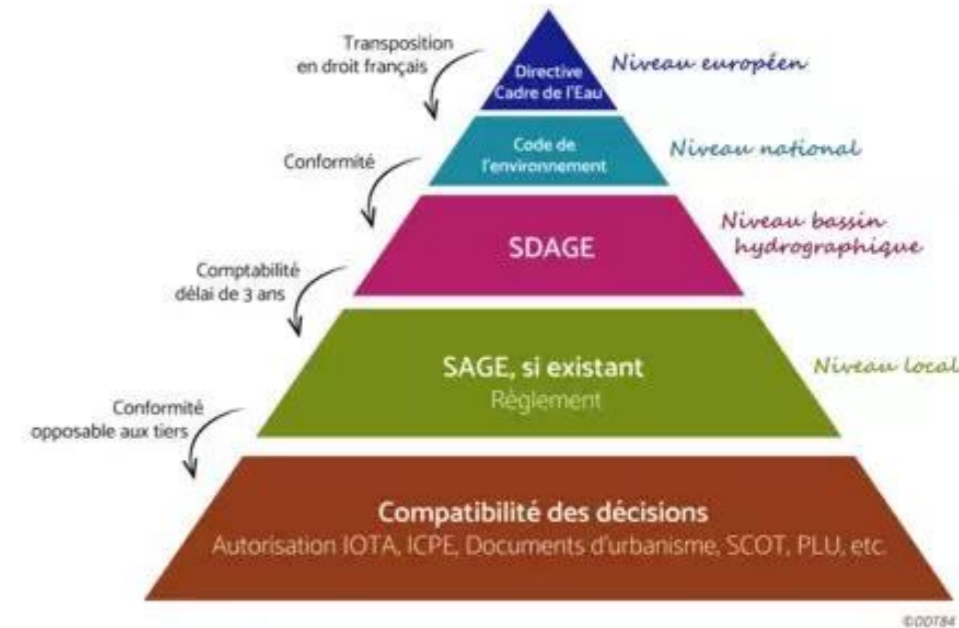 Transposition
en droit français
Directive
Cadre de l'Eau
Niveau européen
Conformité
Code de
l'environnement
Niveau national
SDAGE
Niveau bassin
hydrographique
Comptabilité
délai de 3 ans
SAGE, si existant
Règlement
Niveau local
Conformité
opposable aux tiers
Compatibilité des décisions
Autorisation IOTA, ICPE, Documents d'urbanisme, SCOT, PLU, etc.
©DDT84